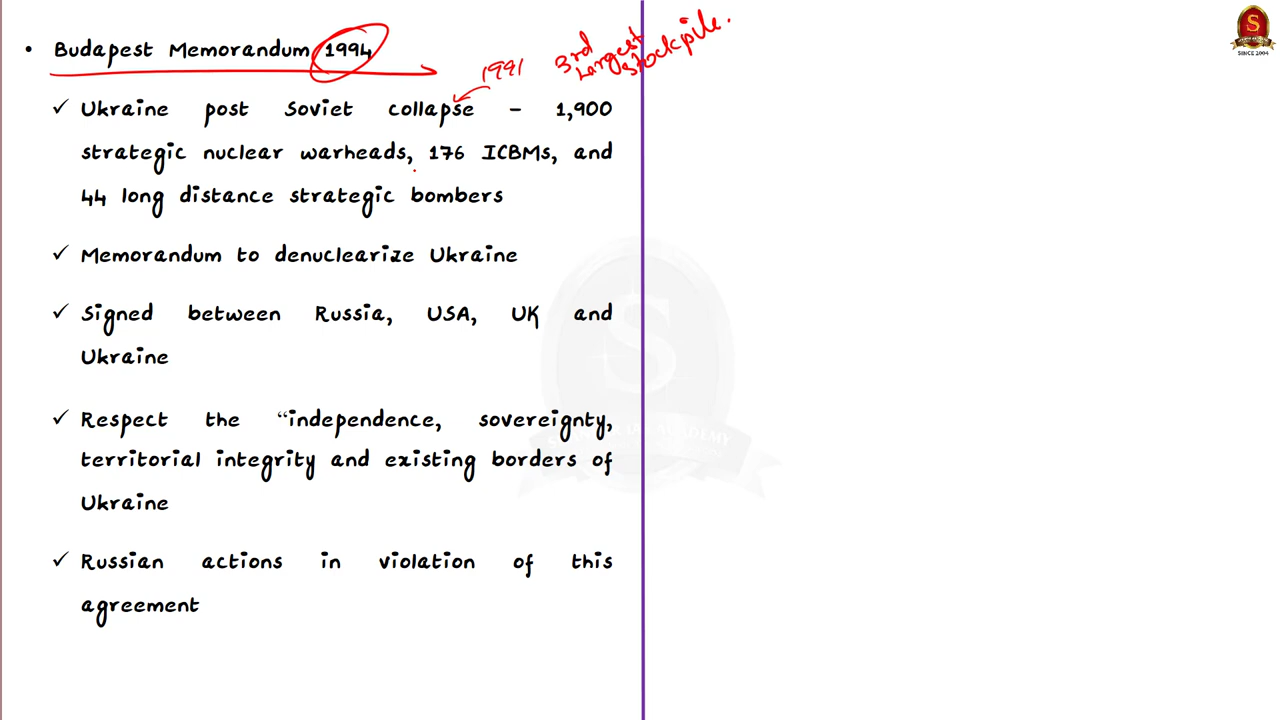 • Budapest Memorandum 1994
1991
3rd
Largest
Stockpile.
✓ Ukraine post Soviet collapse - 1,900
strategic nuclear warheads, 176 ICBMs, and
44 long distance strategic bombers
✓ Memorandum to denuclearize Ukraine
✓ Signed between Russia, USA, UK and
Ukraine
✓ Respect the “independence, sovereignty,
territorial integrity and existing borders of
Ukraine
✓ Russian actions in violation of this
agreement
S
SINCE 2004